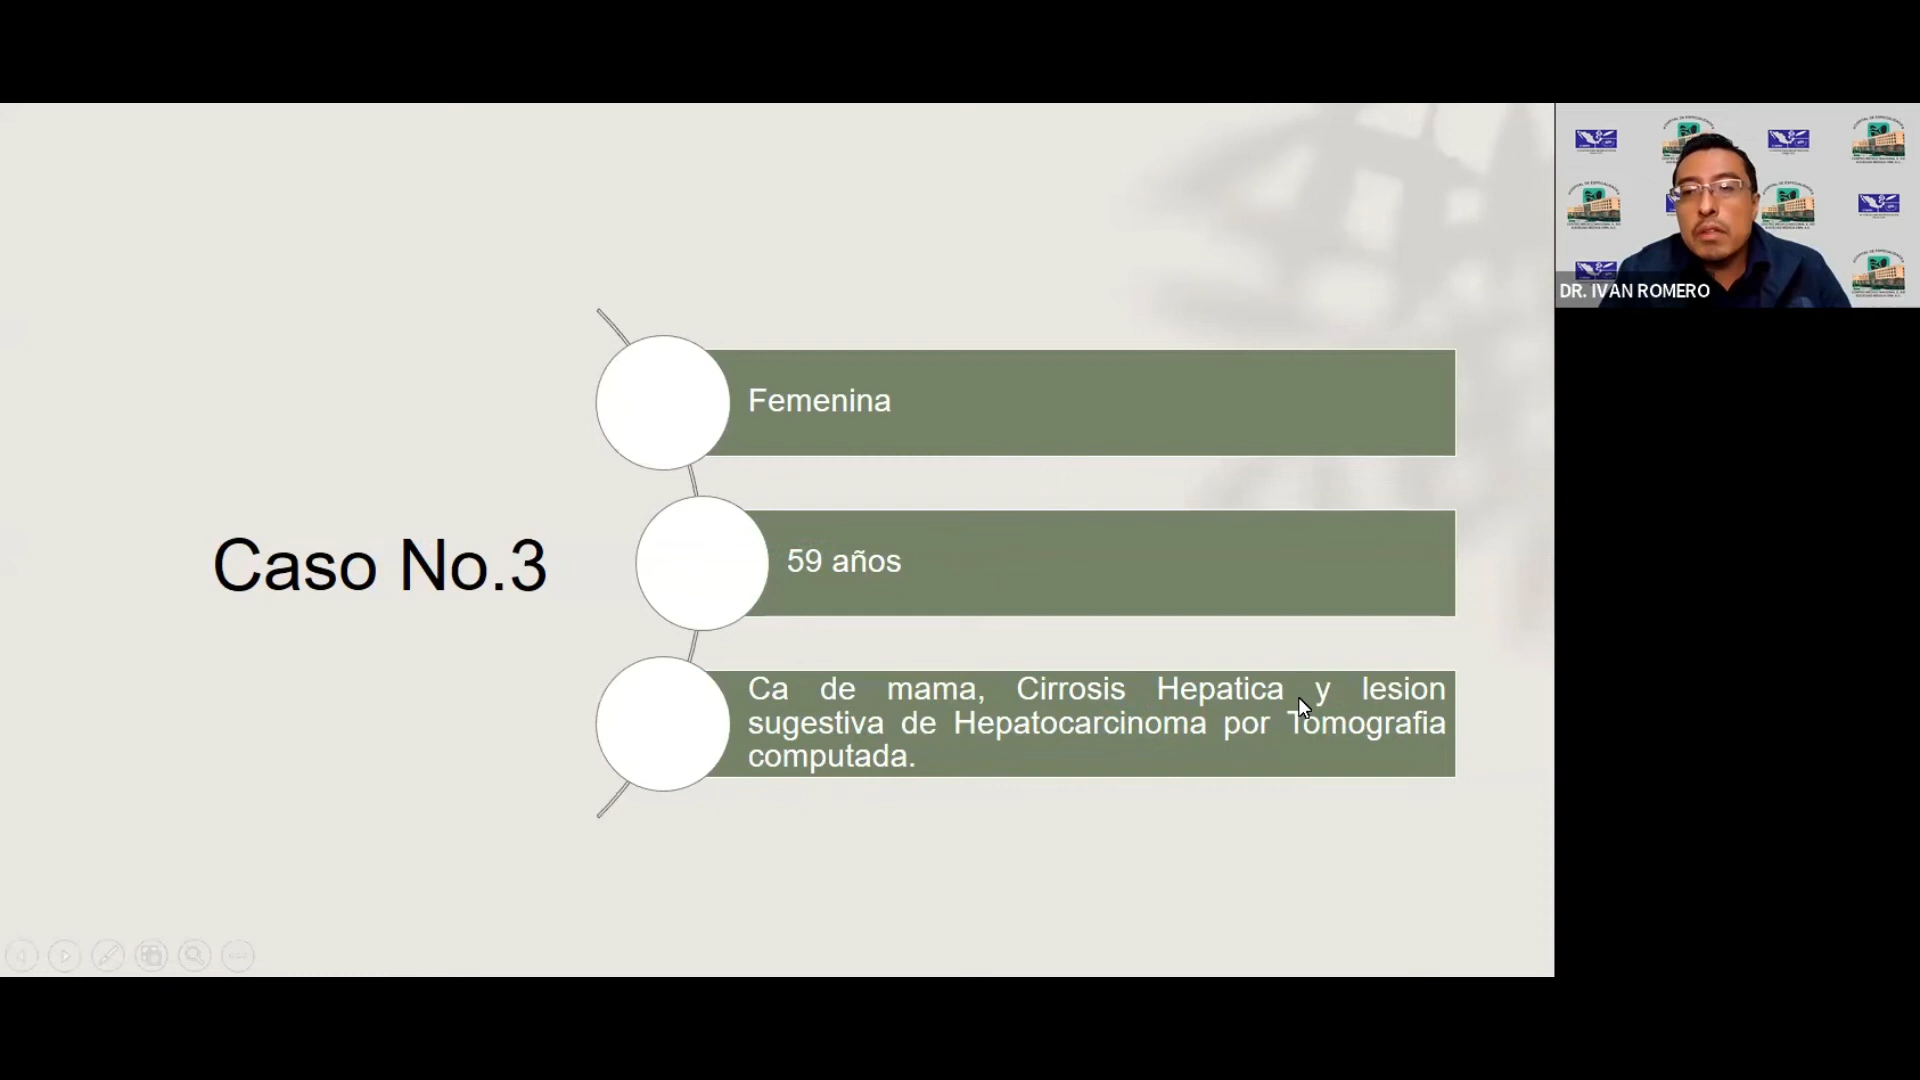 Caso No.3
Femenina
59 años
Ca de mama, Cirrosis Hepatica y lesion
sugestiva de Hepatocarcinoma por Tomografia
computada.
DR. IVAN ROMERO